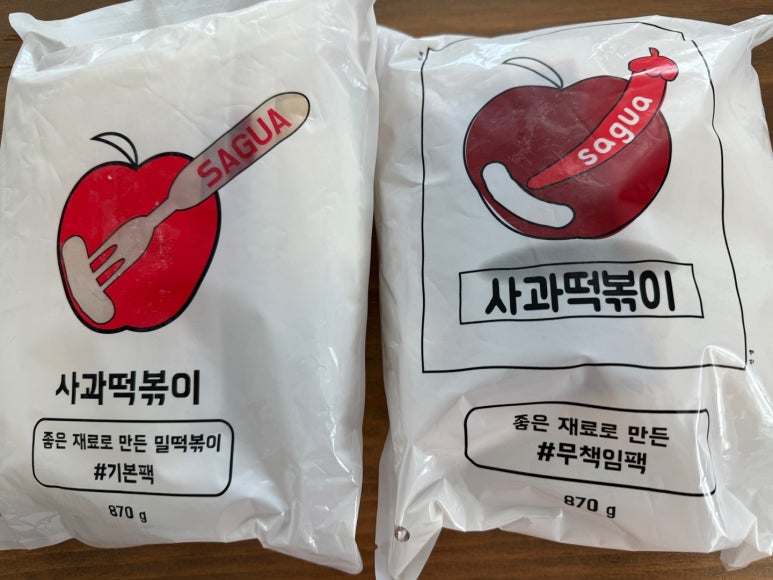 SAGUA
사과떡볶이
좋은 재료로 만든 밀떡볶이
#기본팩
870 g
sagua
사과떡볶이
좋은 재료로 만든
#무책임팩
870 g